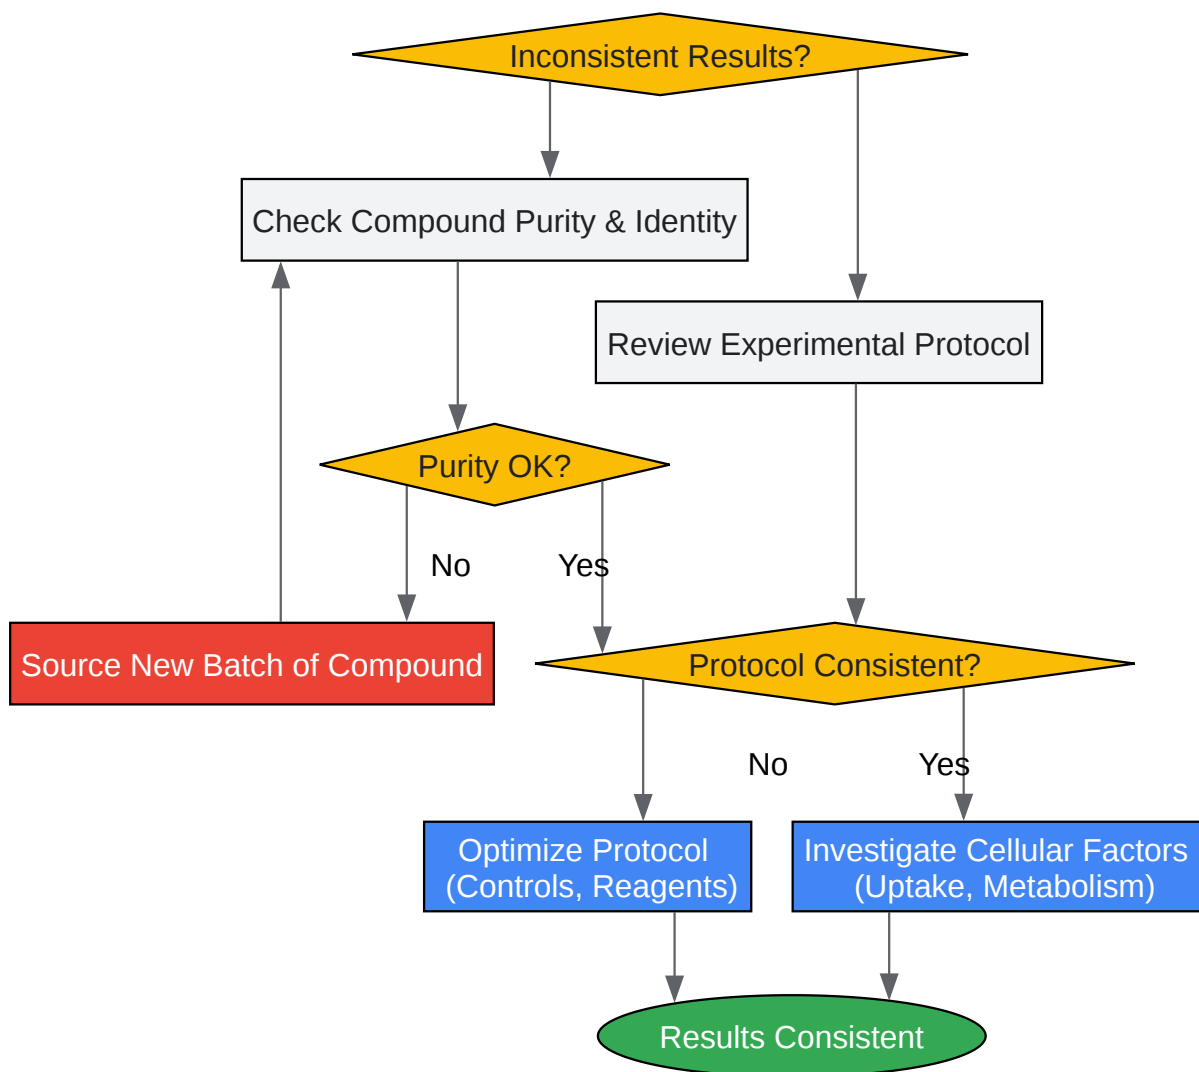 Inconsistent Results?
Check Compound Purity & Identity
Review Experimental Protocol
Purity OK?
No
Yes
Source New Batch of Compound
Protocol Consistent?
No
Yes
Optimize Protocol
(Controls, Reagents)
Investigate Cellular Factors
(Uptake, Metabolism)
Results Consistent